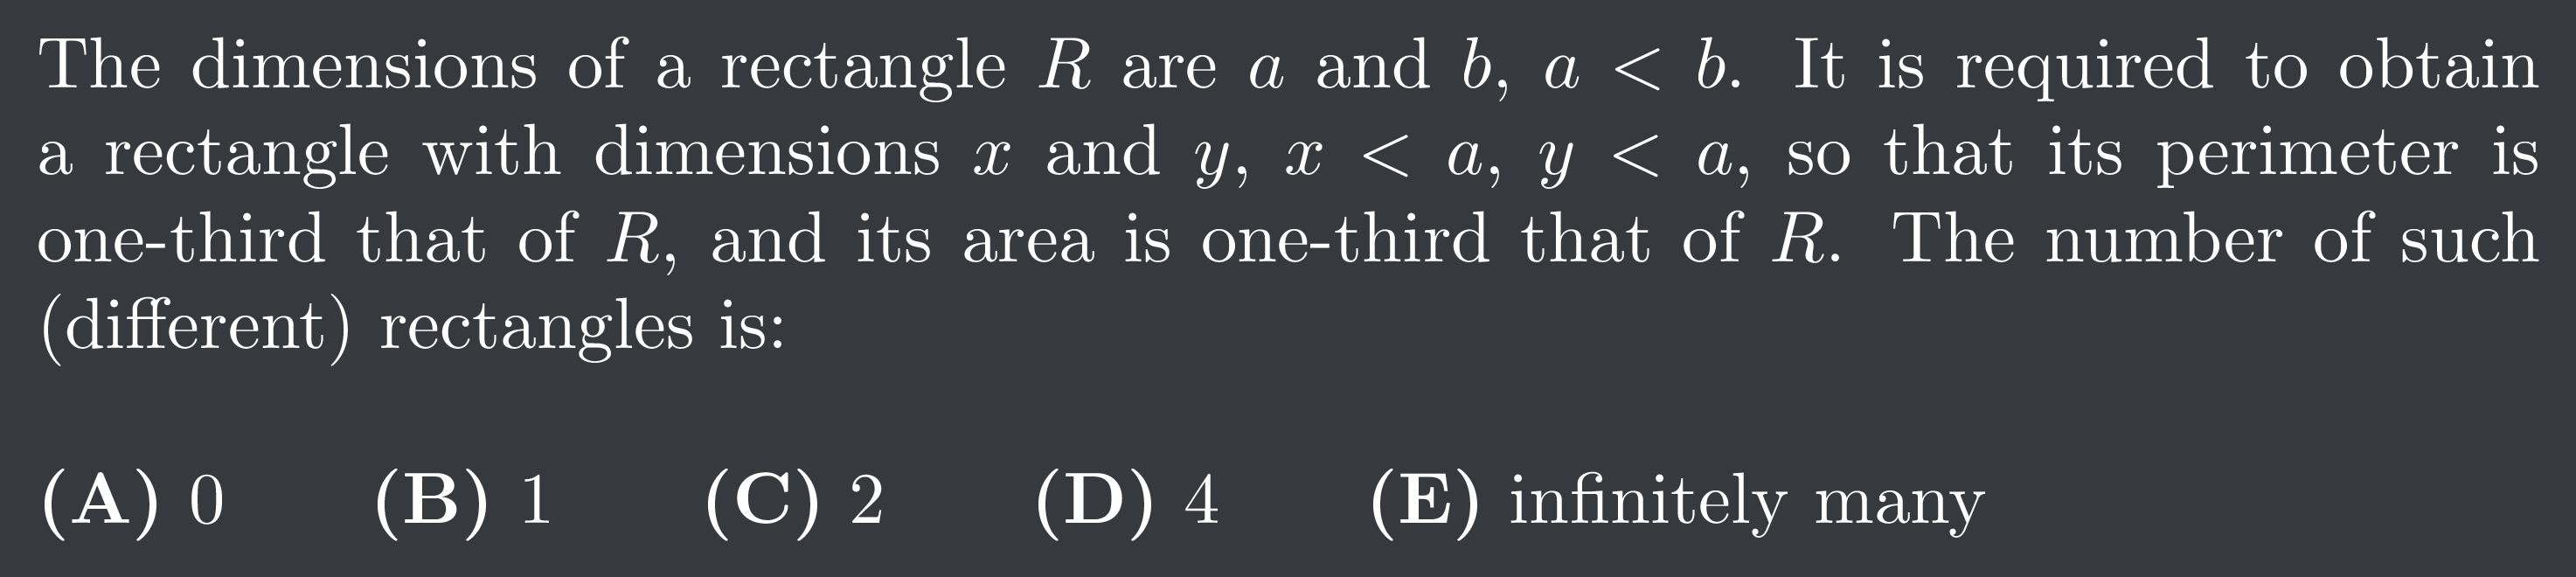 The dimensions of a rectangle R are a and b, a < b. It is required to obtain
a rectangle with dimensions x and y, x < a, y < a, so that its perimeter is
one-third that of R, and its area is one-third that of R. The number of such
(different) rectangles is:
(A) 0 (B) 1 (C) 2 (D) 4 (E) infinitely many